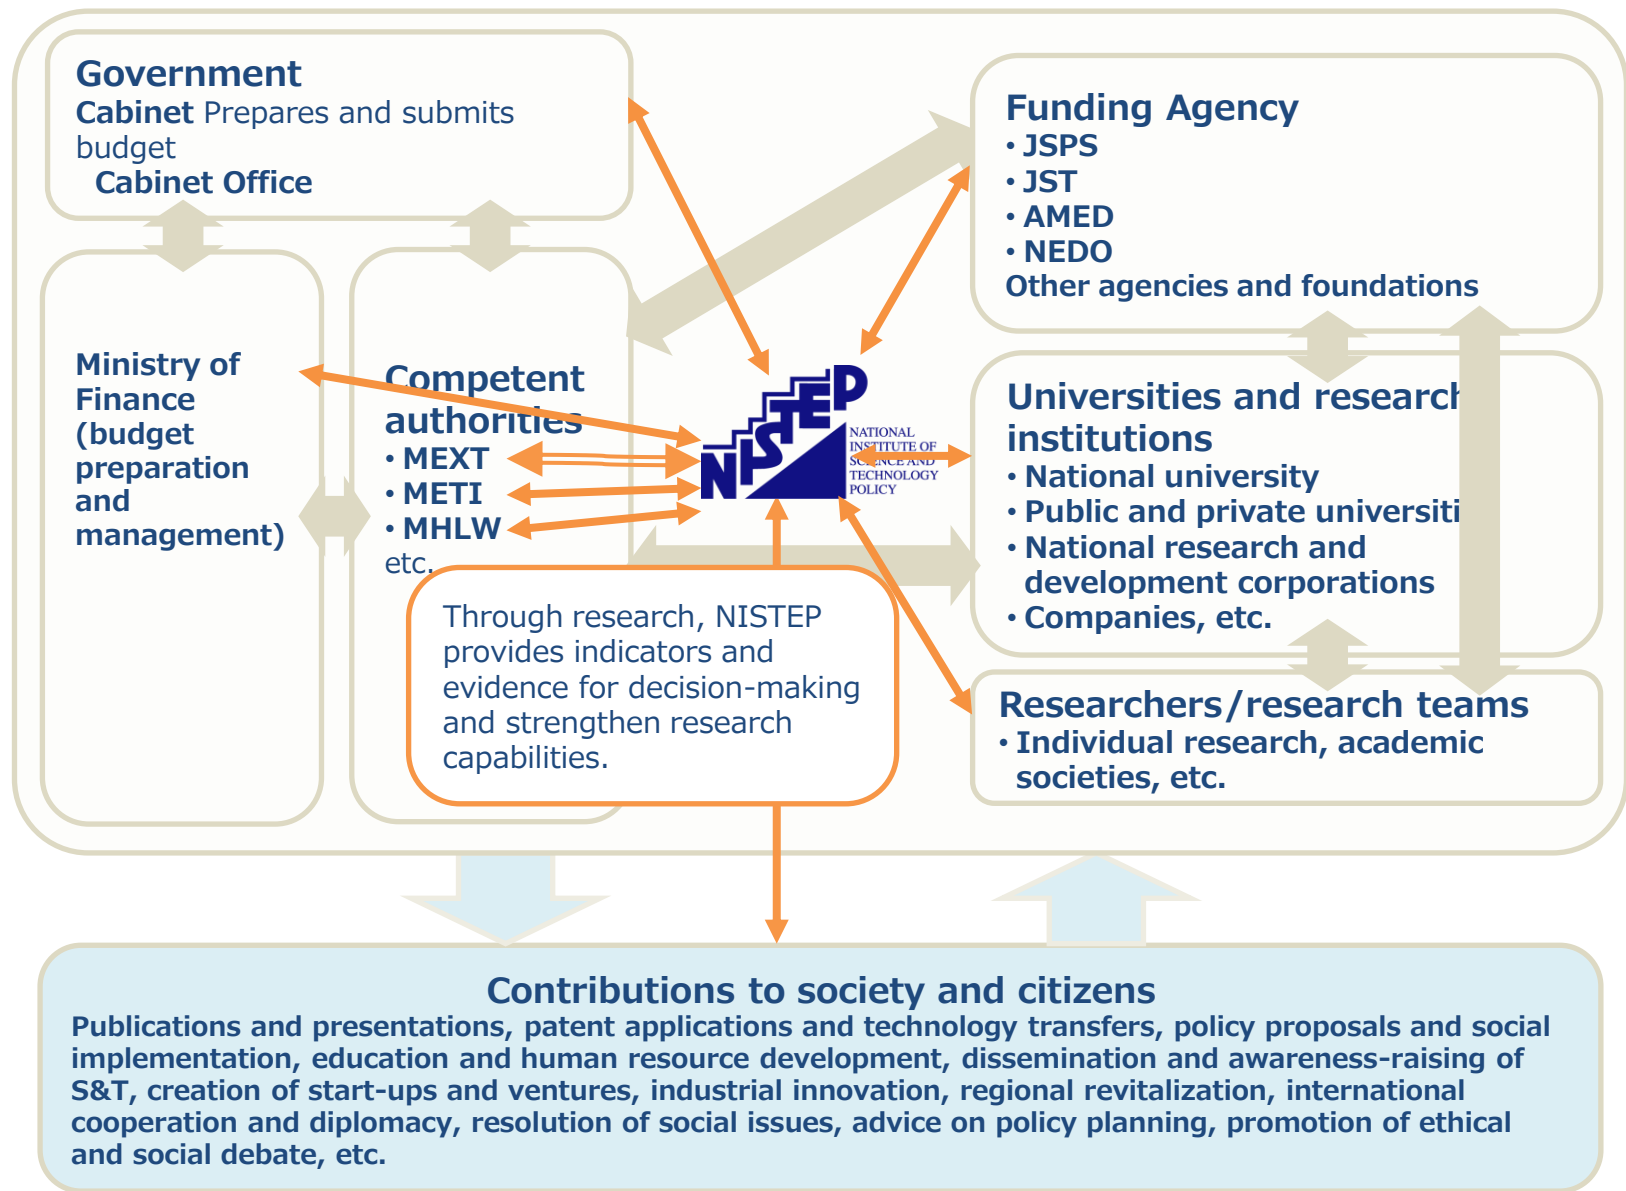 Government
Cabinet Prepares and submits
budget
Cabinet Office
Funding Agency
• JSPS
• JST
• AMED
• NEDO
Other agencies and foundations
Ministry of
Finance
(budget
preparation
and
management)
Competent
authorities
• MEXT
• METI
• MHLW
etc.
NISTEP
NATIONAL
INSTITUTE OF
SCIENCE AND
TECHNOLOGY
POLICY
Universities and research
institutions
• National university
• Public and private universiti
• National research and
development corporations
• Companies, etc.
Through research, NISTEP
provides indicators and
evidence for decision-making
and strengthen research
capabilities.
Researchers/research teams
• Individual research, academic
societies, etc.
Contributions to society and citizens
Publications and presentations, patent applications and technology transfers, policy proposals and social
implementation, education and human resource development, dissemination and awareness-raising of
S&T, creation of start-ups and ventures, industrial innovation, regional revitalization, international
cooperation and diplomacy, resolution of social issues, advice on policy planning, promotion of ethical
and social debate, etc.